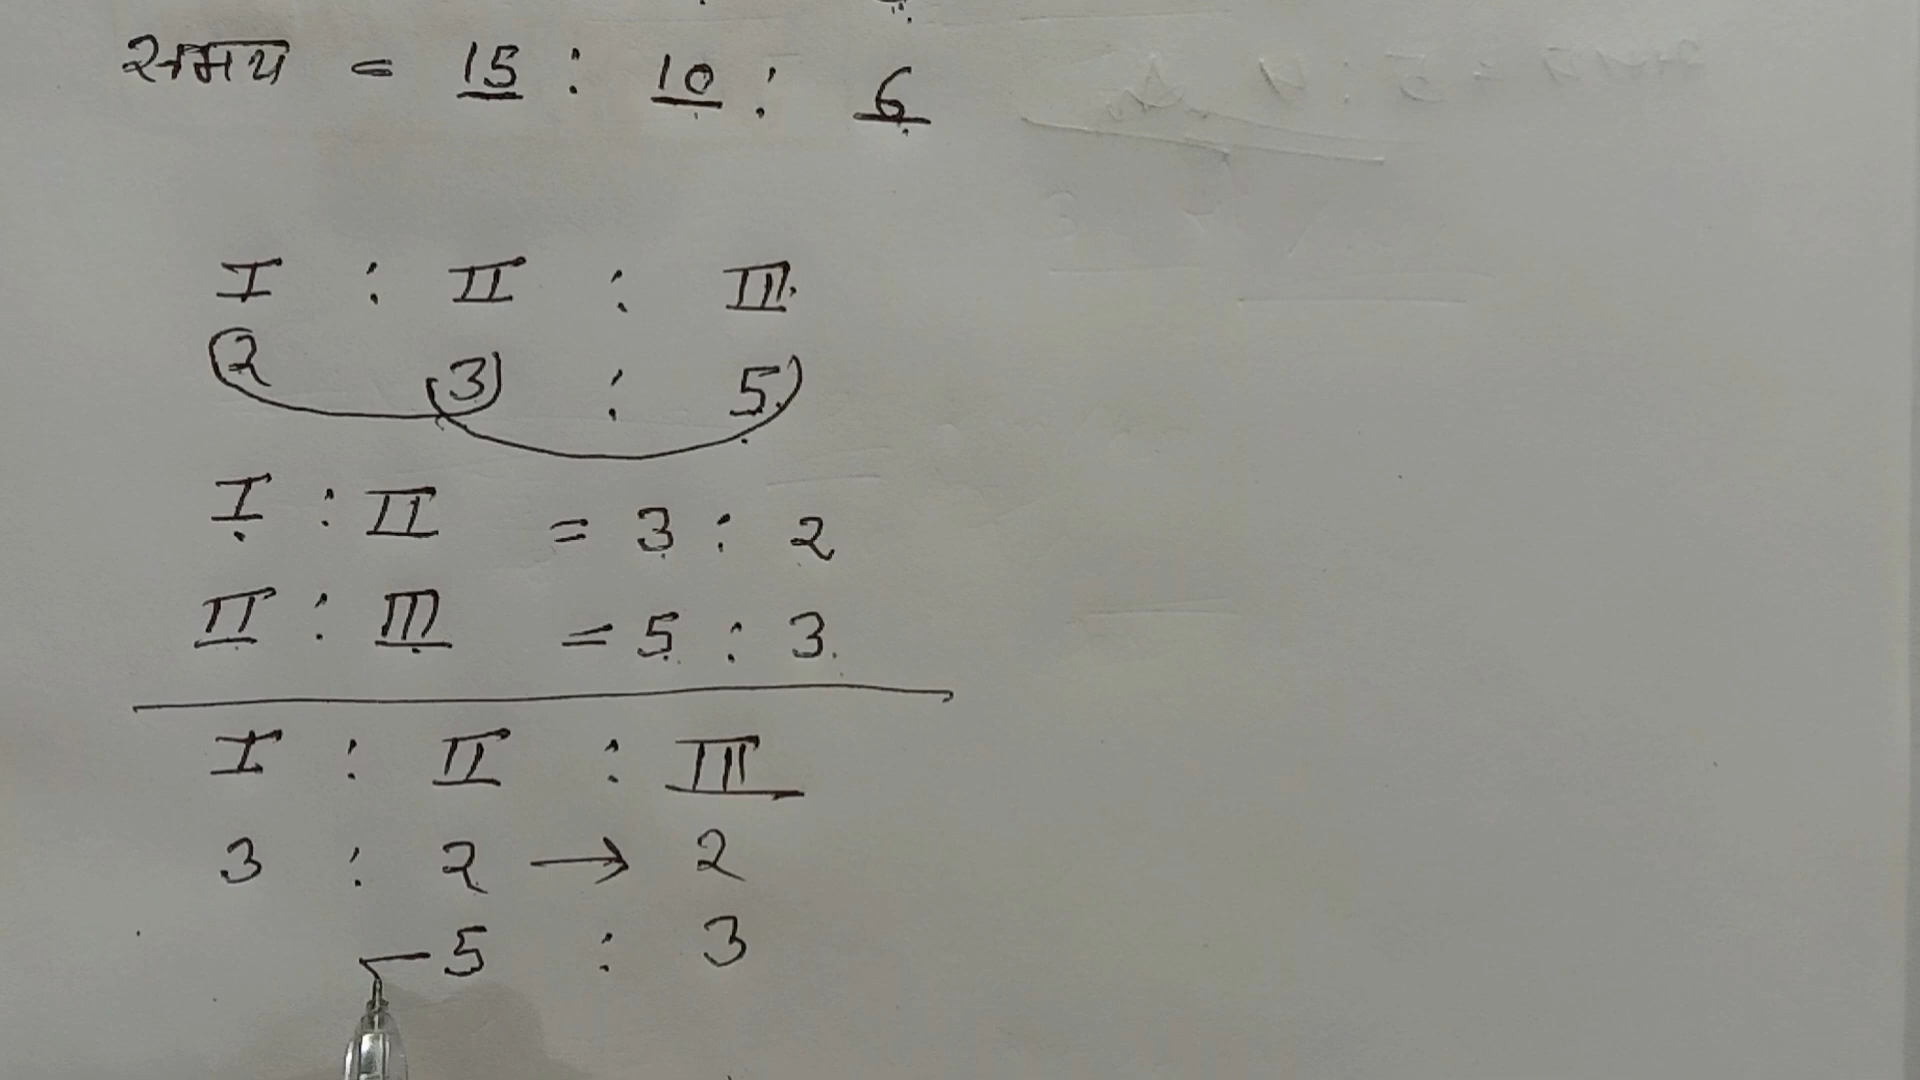 समय = 15 : 10 : 6
I : II : III
2 3 : 5
I : II = 3 : 2
II : III = 5 : 3
I : II : III
3 : 2 → 2
5 : 3